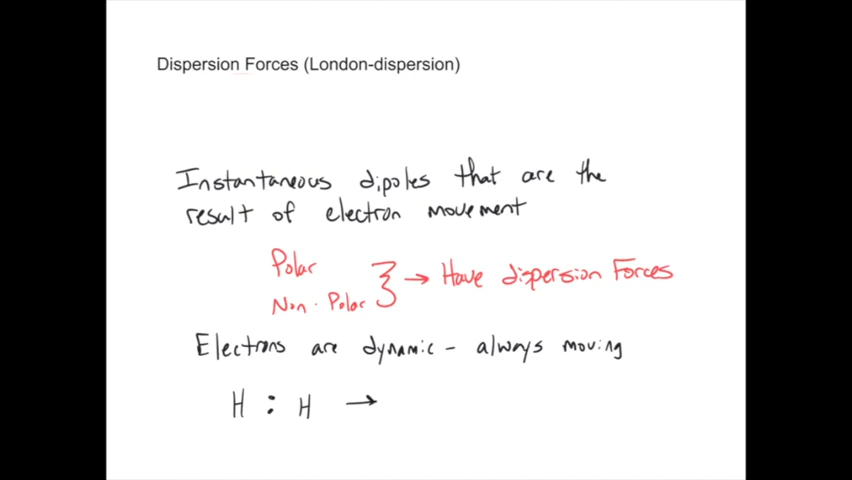 Dispersion Forces (London-dispersion)
Instantaneous dipoles that are the
result of electron movement
Polar
Non-Polar } → Have dispersion Forces
Electrons are dynamic - always moving
H : H →